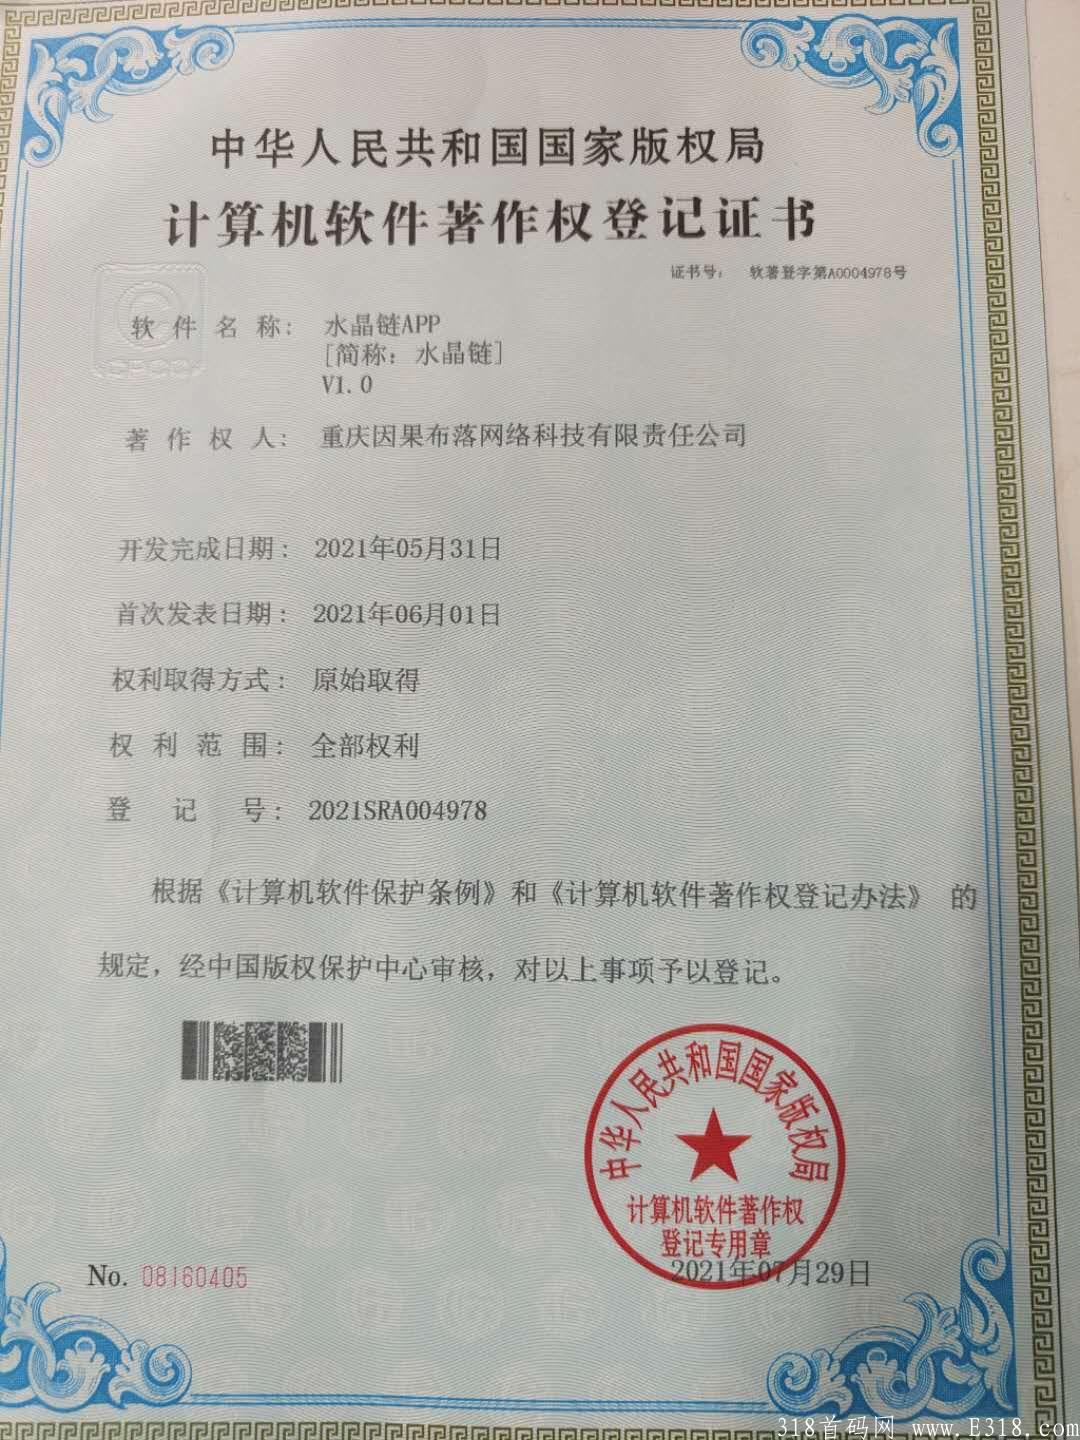 中华人民共和国国家版权局
计算机软件著作权登记证书
证书号： 软著登字第A0004978号
软件名称： 水晶链APP
[简称：水晶链]
V1.0
著作权人： 重庆因果布落网络科技有限责任公司
开发完成日期： 2021年05月31日
首次发表日期： 2021年06月01日
权利取得方式： 原始取得
权利范围： 全部权利
登记号： 2021SRA004978
根据《计算机软件保护条例》和《计算机软件著作权登记办法》 的
规定，经中国版权保护中心审核，对以上事项予以登记。
中华人民共和国国家版权局
计算机软件著作权
登记专用章
No. 08160405
2021年07月29日
318首码网 www.E318.com